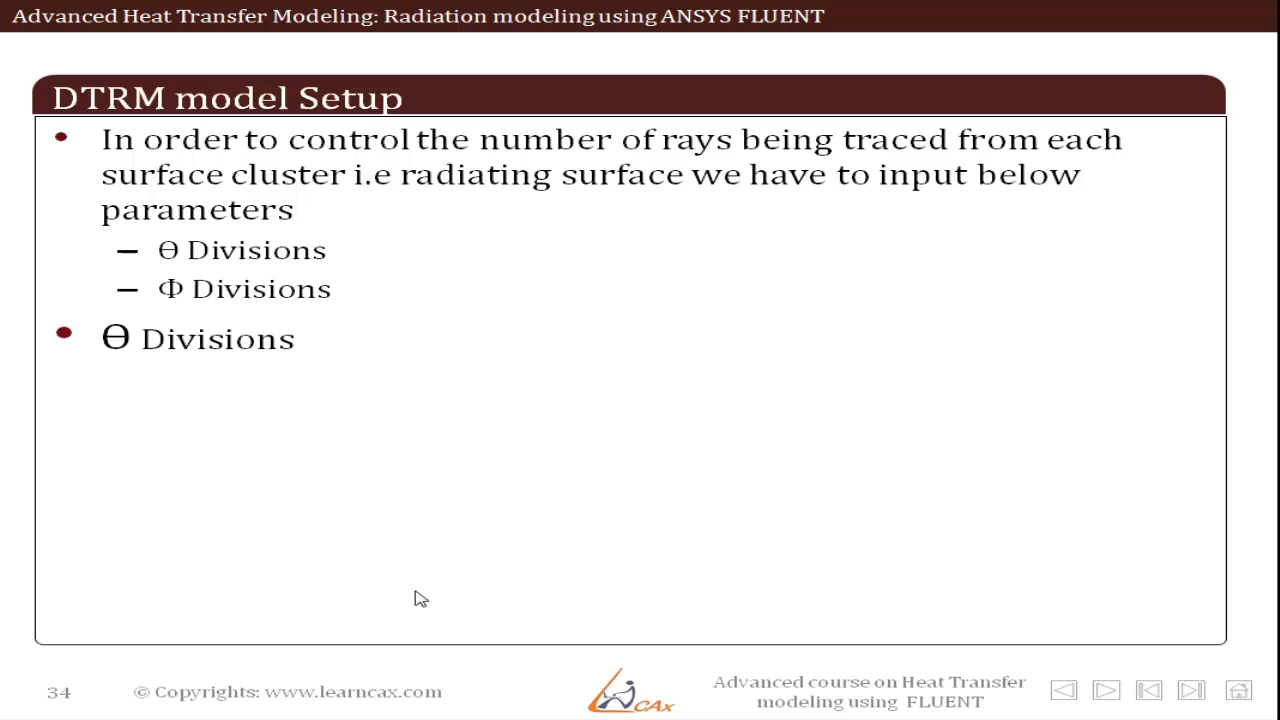 Advanced Heat Transfer Modeling: Radiation modeling using ANSYS FLUENT
DTRM model Setup
• In order to control the number of rays being traced from each
surface cluster i.e radiating surface we have to input below
parameters
– ϴ Divisions
– Φ Divisions
• ϴ Divisions
34
© Copyrights: www.learncax.com
CAx
Advanced course on Heat Transfer
modeling using FLUENT